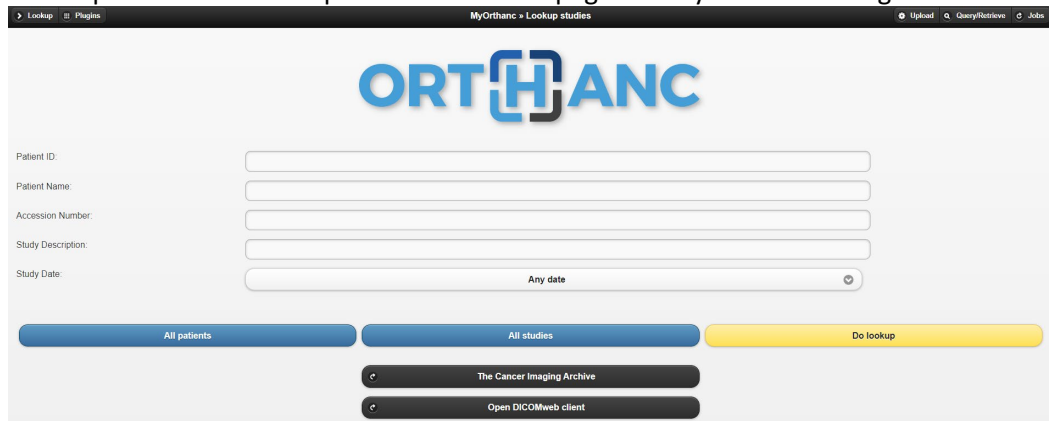 Lookup Plugins MyOrthanc » Lookup studies Upload Query/Retrieve Jobs
ORTHANC
Patient ID:
Patient Name:
Accession Number:
Study Description:
Study Date: Any date
All patients All studies Do lookup
The Cancer Imaging Archive
Open DICOMweb client